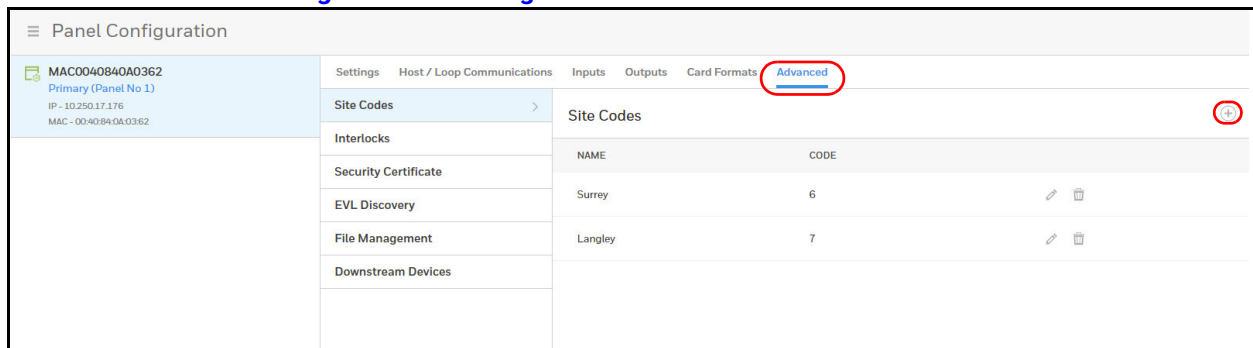 Panel Configuration
MAC0040840A0362
Primary (Panel No 1)
IP - 10.250.17.176
MAC - 00:40:84:0A:03:62
Settings Host / Loop Communications Inputs Outputs Card Formats Advanced
Site Codes
Interlocks
Security Certificate
EVL Discovery
File Management
Downstream Devices
Site Codes
NAME CODE
Surrey 6
Langley 7